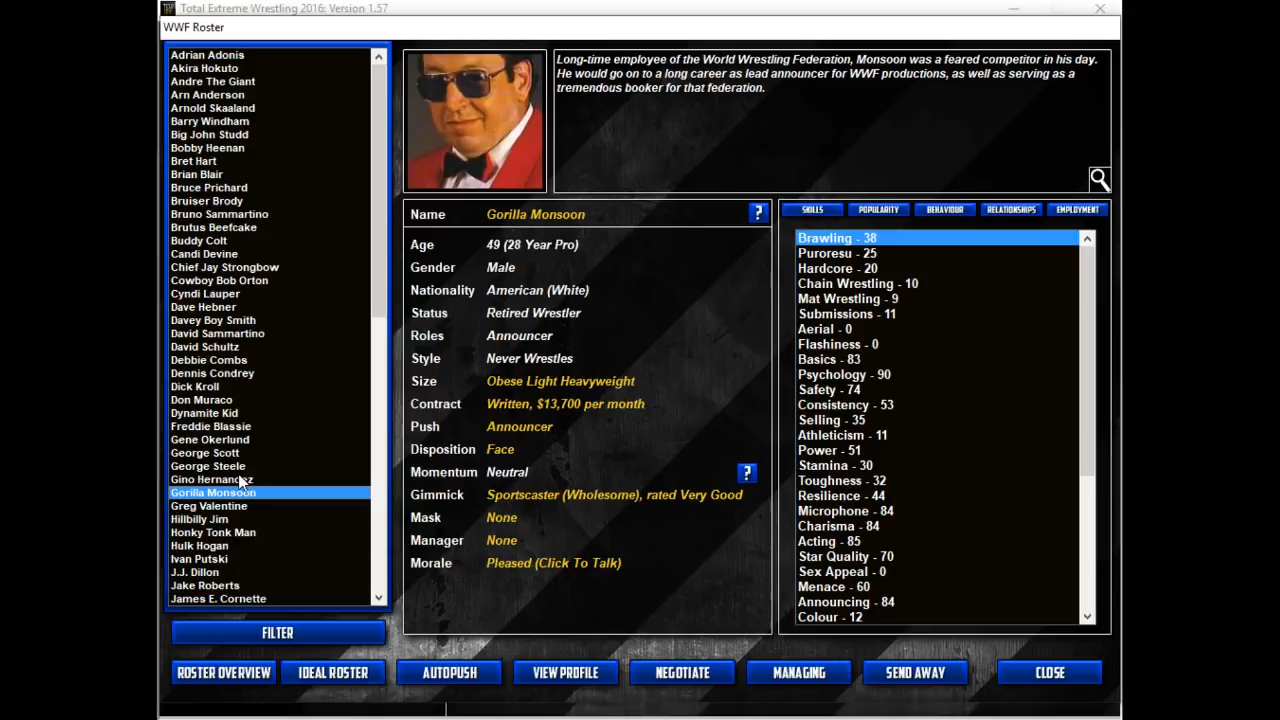 Total Extreme Wrestling 2016: Version 1.57
WWF Roster
Adrian Adonis
Akira Hokuto
Andre The Giant
Arn Anderson
Arnold Skaaland
Barry Windham
Big John Studd
Bobby Heenan
Bret Hart
Brian Blair
Bruce Prichard
Bruiser Brody
Bruno Sammartino
Brutus Beefcake
Buddy Colt
Candi Devine
Chief Jay Strongbow
Cowboy Bob Orton
Cyndi Lauper
Dave Hebner
Davey Boy Smith
David Sammartino
David Schultz
Debbie Combs
Dennis Condrey
Dick Kroll
Don Muraco
Dynamite Kid
Freddie Blassie
Gene Okerlund
George Scott
George Steele
Gino Hernandez
Gorilla Monsoon
Greg Valentine
Hillbilly Jim
Honky Tonk Man
Hulk Hogan
Ivan Putski
J.J. Dillon
Jake Roberts
James E. Cornette
FILTER
Long-time employee of the World Wrestling Federation, Monsoon was a feared competitor in his day.
He would go on to a long career as lead announcer for WWF productions, as well as serving as a
tremendous booker for that federation.
Name Gorilla Monsoon ?
Age 49 (28 Year Pro)
Gender Male
Nationality American (White)
Status Retired Wrestler
Roles Announcer
Style Never Wrestles
Size Obese Light Heavyweight
Contract Written, $13,700 per month
Push Announcer
Disposition Face
Momentum Neutral ?
Gimmick Sportscaster (Wholesome), rated Very Good
Mask None
Manager None
Morale Pleased (Click To Talk)
SKILLS POPULARITY BEHAVIOUR RELATIONSHIPS EMPLOYMENT
Brawling - 38
Puroresu - 25
Hardcore - 20
Chain Wrestling - 10
Mat Wrestling - 9
Submissions - 11
Aerial - 0
Flashiness - 0
Basics - 83
Psychology - 90
Safety - 74
Consistency - 53
Selling - 35
Athleticism - 11
Power - 51
Stamina - 30
Toughness - 32
Resilience - 44
Microphone - 84
Charisma - 84
Acting - 85
Star Quality - 70
Sex Appeal - 0
Menace - 60
Announcing - 84
Colour - 12
ROSTER OVERVIEW IDEAL ROSTER AUTOPUSH VIEW PROFILE NEGOTIATE MANAGING SEND AWAY CLOSE